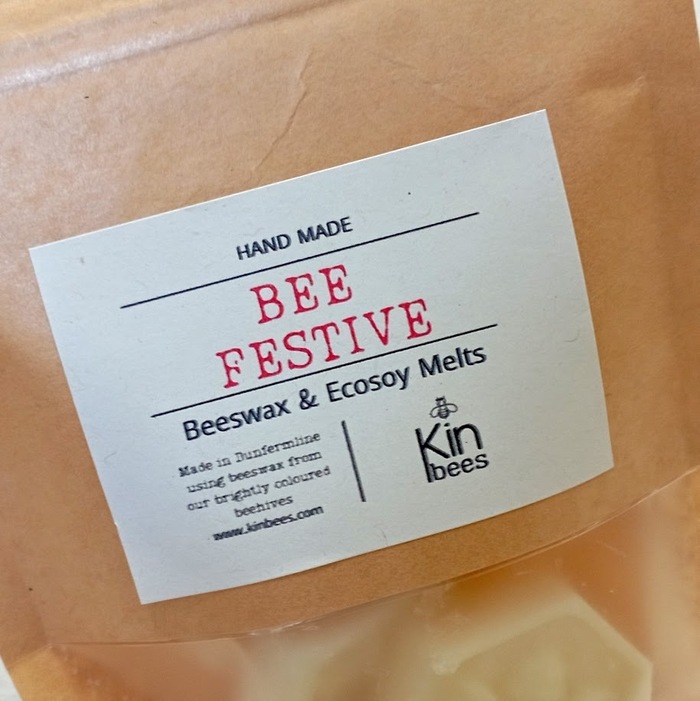 HAND MADE
BEE
FESTIVE
Beeswax & Ecosoy Melts
Made in Dunfermline
using beeswax from
our brightly coloured
beehives
www.kinbees.com
Kin
bees